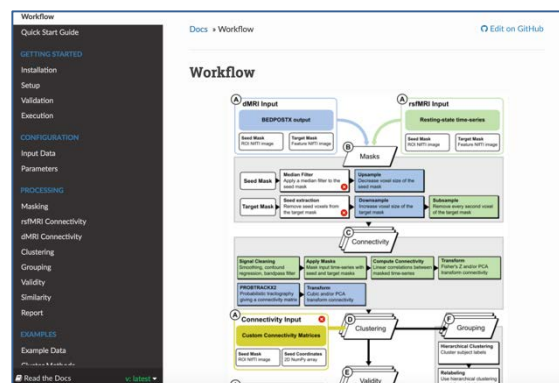 Workflow
Quick Start Guide
GETTING STARTED
Installation
Setup
Validation
Execution
CONFIGURATION
Input Data
Parameters
PROCESSING
Masking
rsfMRI Connectivity
dMRI Connectivity
Clustering
Grouping
Validity
Similarity
Report
EXAMPLES
Example Data
Cluster Methods
Read the Docs
v: latest
Docs » Workflow
Edit on GitHub
Workflow
A
dMRI Input
BEDPOSTX output
Seed Mask
ROI NIfTI image
Target Mask
Feature NIfTI image
A
rsfMRI Input
Resting-state time-series
Seed Mask
ROI NIfTI image
Target Mask
Feature NIfTI image
B
Masks
Seed Mask
Median Filter
Apply a median filter to the
seed mask
Upsample
Decrease voxel size of the
seed mask
Target Mask
Seed extraction
Remove seed voxels from
the target mask
Downsample
Increase voxel size of the
target mask
Subsample
Remove every second voxel
of the target mask
C
Connectivity
Signal Cleaning
Smoothing, confound
regression, bandpass filter
Apply Masks
Mask input time-series with
seed and target masks
Compute Connectivity
Linear correlations between
masked time-series
Transform
Fisher's Z and/or PCA
transform connectivity
PROBTRACKX2
Probabilistic tractography
giving a connectivity matrix
Transform
Cubic and/or PCA
transform connectivity
A
Connectivity Input
Custom Connectivity Matrices
Seed Mask
ROI NIfTI image
Seed Coordinates
2D NumPy array
D
Clustering
F
Grouping
Hierarchical Clustering
Cluster subject labels
Relabeling
Use hierarchical clustering
E
Validity